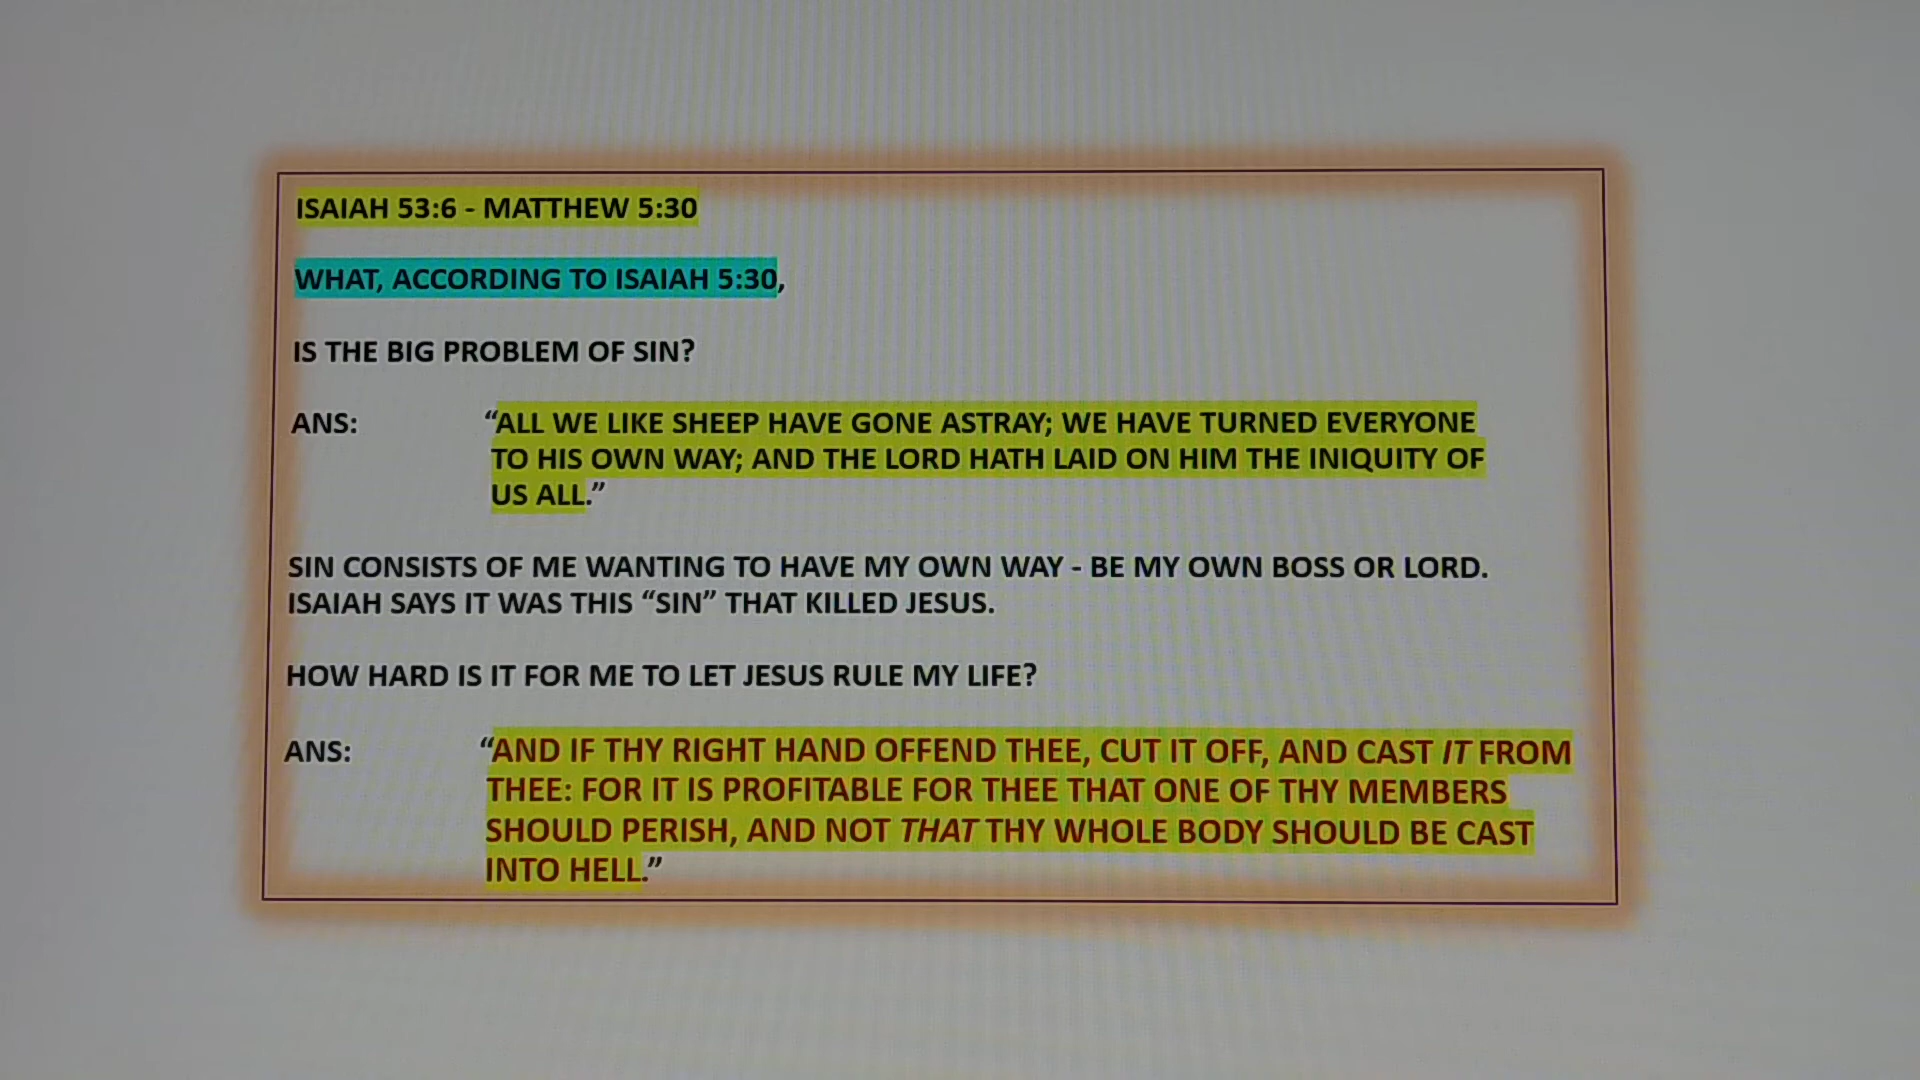 ISAIAH 53:6 - MATTHEW 5:30
WHAT, ACCORDING TO ISAIAH 5:30,
IS THE BIG PROBLEM OF SIN?
ANS: “ALL WE LIKE SHEEP HAVE GONE ASTRAY; WE HAVE TURNED EVERYONE
TO HIS OWN WAY; AND THE LORD HATH LAID ON HIM THE INIQUITY OF
US ALL.”
SIN CONSISTS OF ME WANTING TO HAVE MY OWN WAY - BE MY OWN BOSS OR LORD.
ISAIAH SAYS IT WAS THIS “SIN” THAT KILLED JESUS.
HOW HARD IS IT FOR ME TO LET JESUS RULE MY LIFE?
ANS: “AND IF THY RIGHT HAND OFFEND THEE, CUT IT OFF, AND CAST IT FROM
THEE: FOR IT IS PROFITABLE FOR THEE THAT ONE OF THY MEMBERS
SHOULD PERISH, AND NOT THAT THY WHOLE BODY SHOULD BE CAST
INTO HELL.”